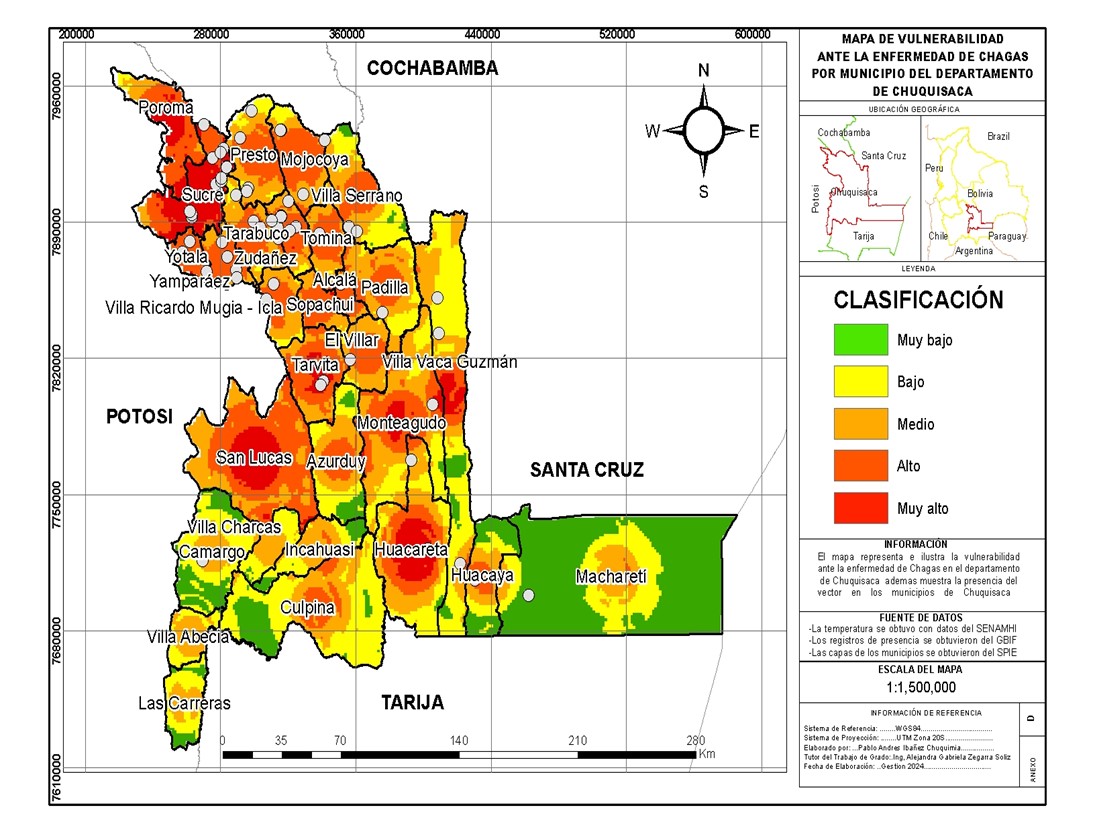 200000 280000 360000 440000 520000 600000
7960000
7890000
7820000
7750000
7680000
7610000
COCHABAMBA
N
W E
S
Poroma
Presto
Mojocoya
Sucre
Villa Serrano
Tarabuco
Tomina
Yotala
Zudañez
Yamparáez
Alcalá
Padilla
Villa Ricardo Mugia - Icla
Sopachui
El Villar
Tarvita
Villa Vaca Guzmán
POTOSI
Monteagudo
San Lucas
Azurduy
SANTA CRUZ
Villa Charcas
Camargo
Incahuasi
Huacareta
Huacaya
Macharetí
Culpina
Villa Abecia
Las Carreras
TARIJA
0 35 70 140 210 280
Km
MAPA DE VULNERABILIDAD
ANTE LA ENFERMEDAD DE CHAGAS
POR MUNICIPIO DEL DEPARTAMENTO
DE CHUQUISACA
UBICACIÓN GEOGRÁFICA
Cochabamba
Santa Cruz
Potosi
Chuquisaca
Tarija
Brazil
Peru
Bolivia
Chile
Paraguay
Argentina
LEYENDA
CLASIFICACIÓN
Muy bajo
Bajo
Medio
Alto
Muy alto
INFORMACIÓN
El mapa representa e ilustra la vulnerabilidad
ante la enfermedad de Chagas en el departamento
de Chuquisaca ademas muestra la presencia del
vector en los municipios de Chuquisaca
FUENTE DE DATOS
-La temperatura se obtuvo con datos del SENAMHI
-Los registros de presencia se obtuvieron del GBIF
-Las capas de los municipios se obtuvieron del SPIE
ESCALA DEL MAPA
1:1,500,000
INFORMACIÓN DE REFERENCIA
Sistema de Referencia: ........WGS84..............................
Sistema de Proyección: ........UTM Zona 20S....................
Elaborado por:...Pablo Andres Ibañez Chuquimia..............
Tutor del Trabajo de Grado:.Ing, Alejandra Gabriela Zegarra Soliz
Fecha de Elaboración: ..Gestion 2024.............................
D
ANEXO